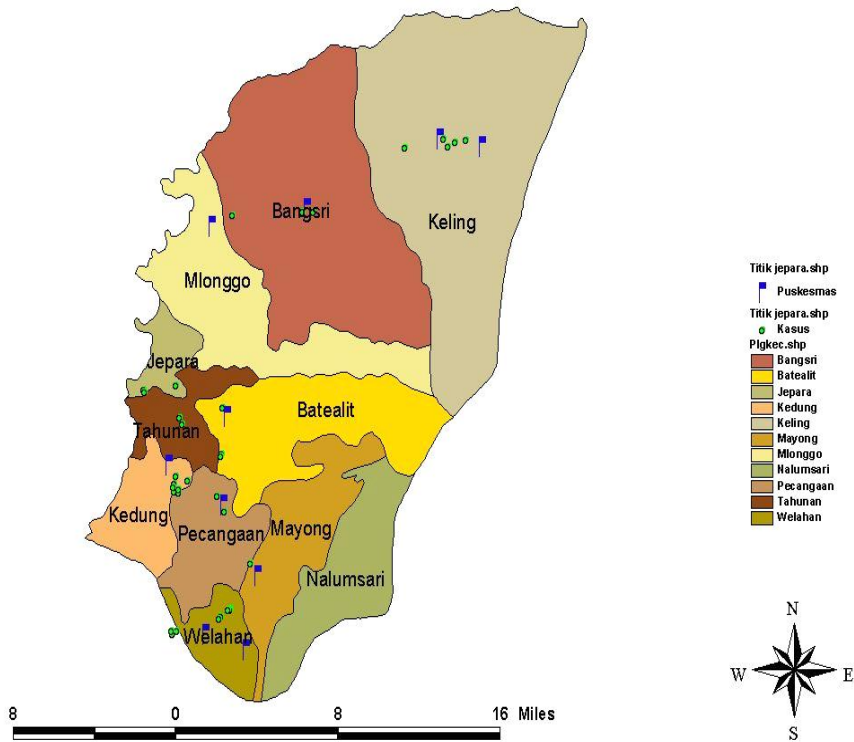 Bangsri
Keling
Mlonggo
Jepara
Batealit
Tahunan
Kedung
Pecangaan
Mayong
Nalumsari
Welahan
Titik jepara.shp
Puskesmas
Titik jepara.shp
Kasus
Plgkec.shp
Bangsri
Batealit
Jepara
Kedung
Keling
Mayong
Mlonggo
Nalumsari
Pecangaan
Tahunan
Welahan
N
W E
S
8 0 8 16 Miles